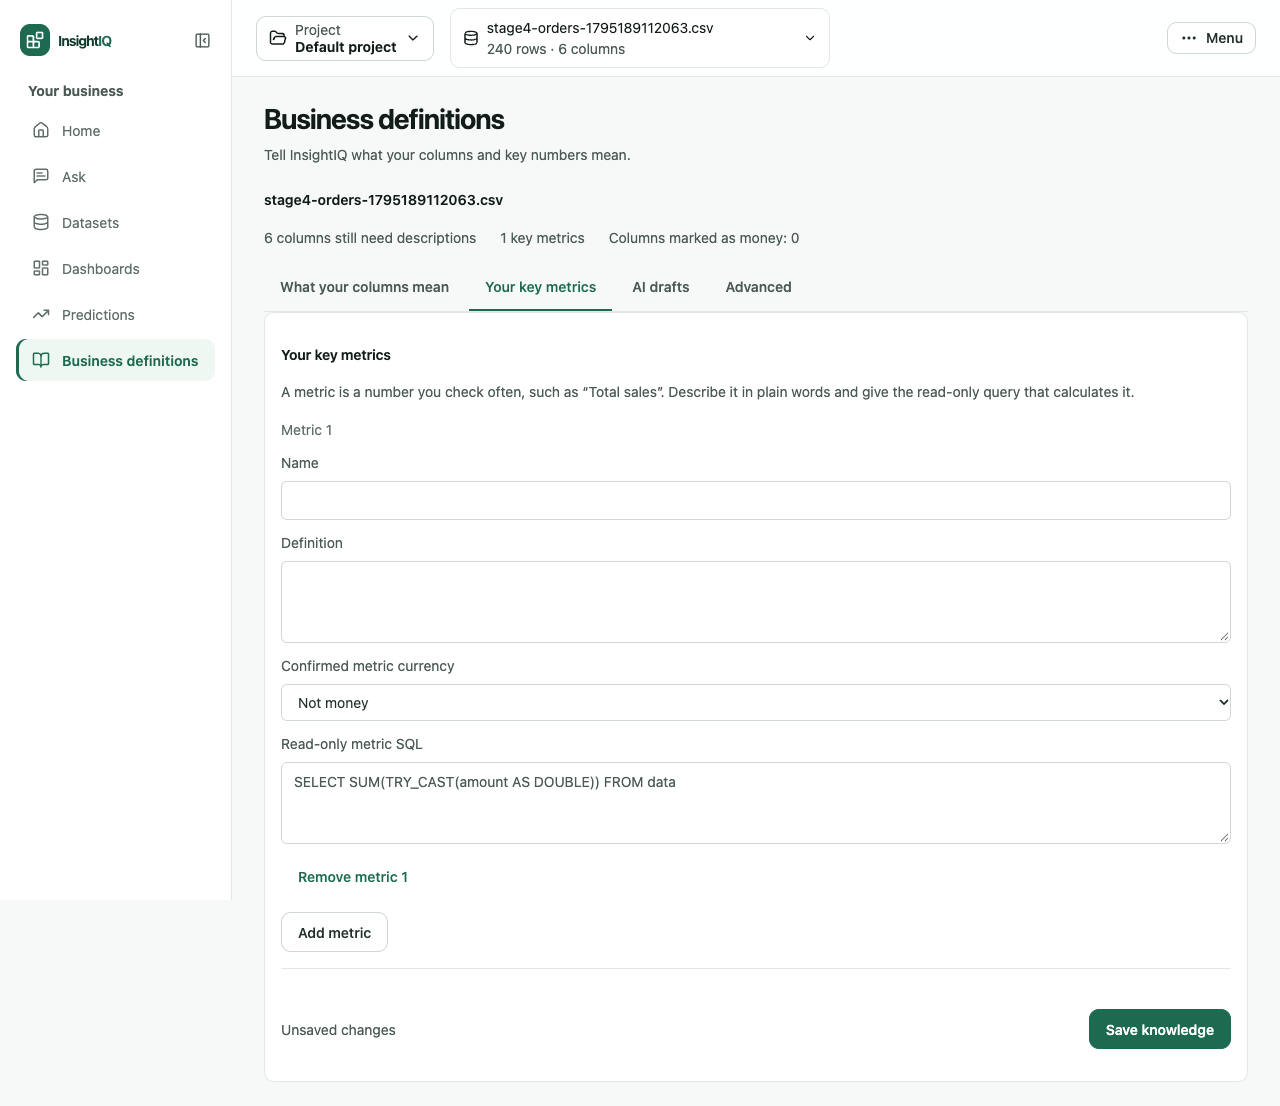 InsightIQ
Your business
Home
Ask
Datasets
Dashboards
Predictions
Business definitions
Project
Default project
stage4-orders-1795189112063.csv
240 rows · 6 columns
Menu
Business definitions
Tell InsightIQ what your columns and key numbers mean.
stage4-orders-1795189112063.csv
6 columns still need descriptions 1 key metrics Columns marked as money: 0
What your columns mean Your key metrics AI drafts Advanced
Your key metrics
A metric is a number you check often, such as “Total sales”. Describe it in plain words and give the read-only query that calculates it.
Metric 1
Name
Definition
Confirmed metric currency
Not money
Read-only metric SQL
SELECT SUM(TRY_CAST(amount AS DOUBLE)) FROM data
Remove metric 1
Add metric
Unsaved changes
Save knowledge